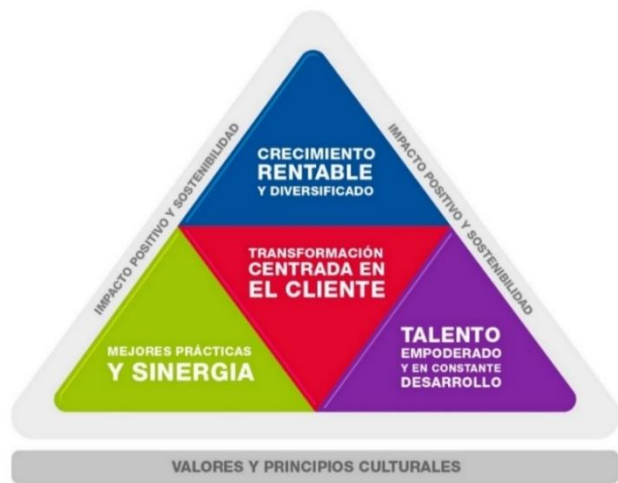 IMPACTO POSITIVO Y SOSTENIBILIDAD
IMPACTO POSITIVO Y SOSTENIBILIDAD
CRECIMIENTO
RENTABLE
Y DIVERSIFICADO
TRANSFORMACIÓN
CENTRADA EN
EL CLIENTE
MEJORES PRÁCTICAS
Y SINERGIA
TALENTO
EMPODERADO
Y EN CONSTANTE
DESARROLLO
VALORES Y PRINCIPIOS CULTURALES